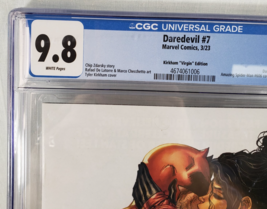 CGC UNIVERSAL GRADE
9.8
WHITE Pages
Daredevil #7
Marvel Comics, 3/23
Kirkham "Virgin" Edition
Chip Zdarsky story
Rafael De Latorre & Marco Checchetto art
Tyler Kirkham cover
4674061006